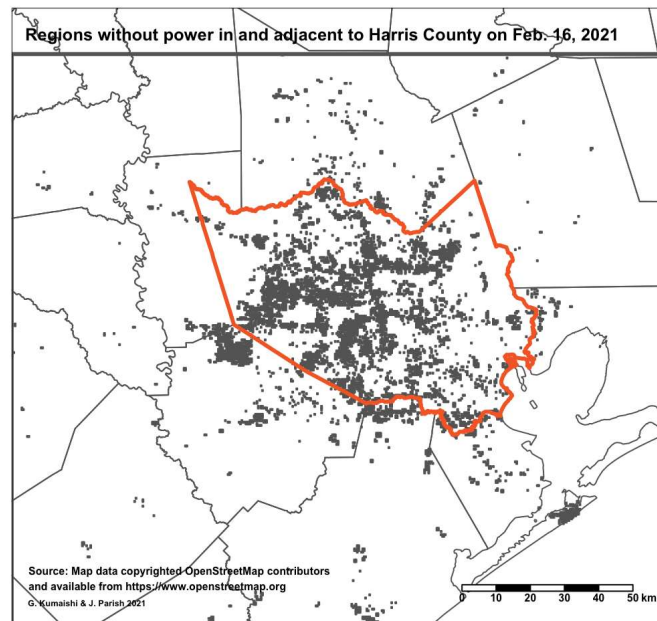 Regions without power in and adjacent to Harris County on Feb. 16, 2021
Source: Map data copyrighted OpenStreetMap contributors
and available from https://www.openstreetmap.org
G. Kumaishi & J. Parish 2021
0 10 20 30 40 50 km